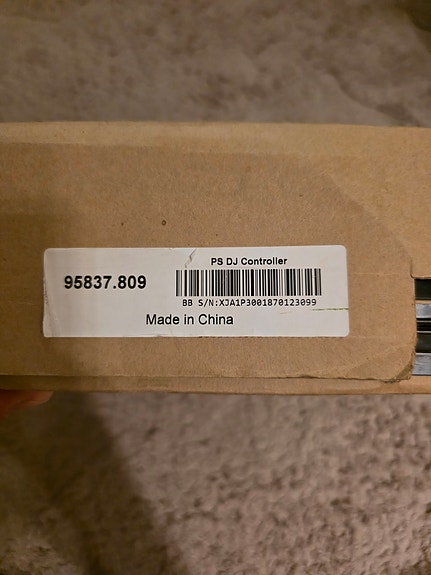 PS DJ Controller
95837.809
BB S/N:XJA1P3001870123099
Made in China